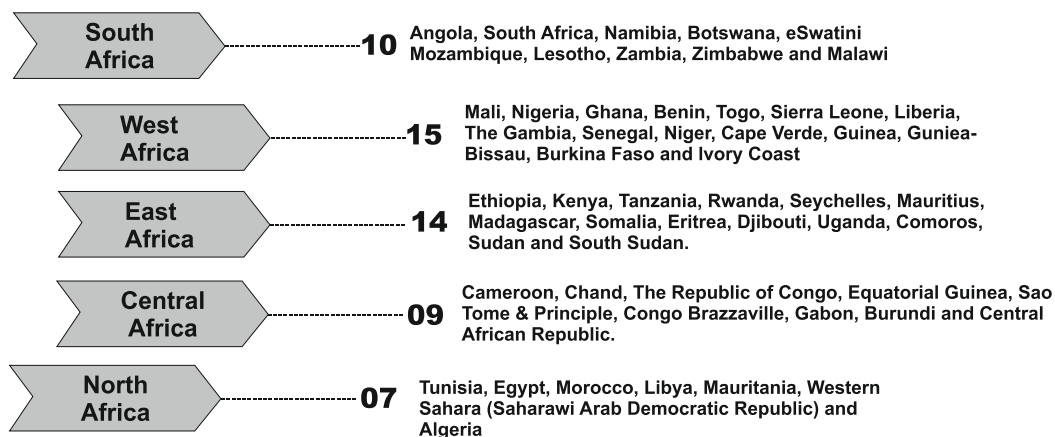 South
Africa
10
Angola, South Africa, Namibia, Botswana, eSwatini
Mozambique, Lesotho, Zambia, Zimbabwe and Malawi
West
Africa
15
Mali, Nigeria, Ghana, Benin, Togo, Sierra Leone, Liberia,
The Gambia, Senegal, Niger, Cape Verde, Guinea, Guniea-
Bissau, Burkina Faso and Ivory Coast
East
Africa
14
Ethiopia, Kenya, Tanzania, Rwanda, Seychelles, Mauritius,
Madagascar, Somalia, Eritrea, Djibouti, Uganda, Comoros,
Sudan and South Sudan.
Central
Africa
09
Cameroon, Chand, The Republic of Congo, Equatorial Guinea, Sao
Tome & Principle, Congo Brazzaville, Gabon, Burundi and Central
African Republic.
North
Africa
07
Tunisia, Egypt, Morocco, Libya, Mauritania, Western
Sahara (Saharawi Arab Democratic Republic) and
Algeria